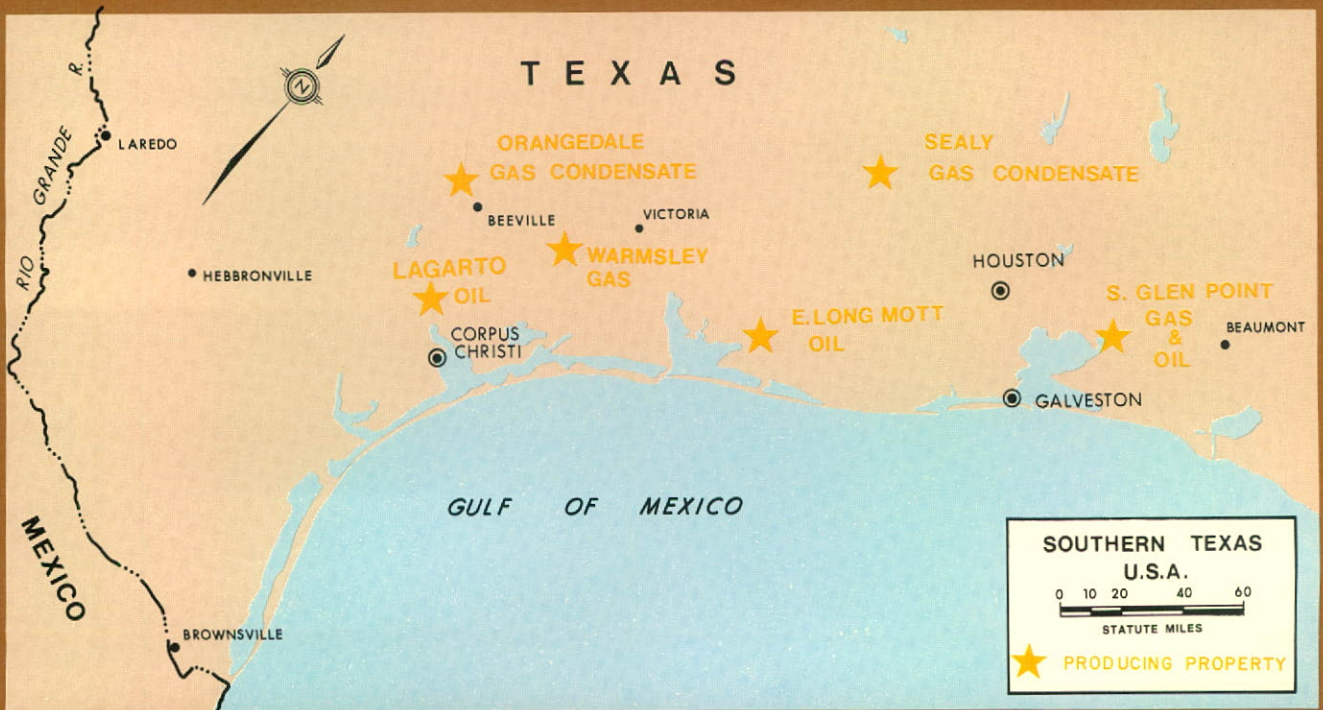 TEXAS
N
R.
GRANDE
RIO
LAREDO
HEBBRONVILLE
ORANGEDALE
GAS CONDENSATE
BEEVILLE
VICTORIA
WARMSLEY
GAS
LAGARTO
OIL
CORPUS
CHRISTI
SEALY
GAS CONDENSATE
HOUSTON
E. LONG MOTT
OIL
S. GLEN POINT
GAS
&
OIL
BEAUMONT
GALVESTON
GULF OF MEXICO
MEXICO
BROWNSVILLE
SOUTHERN TEXAS
U.S.A.
0 10 20 40 60
STATUTE MILES
PRODUCING PROPERTY